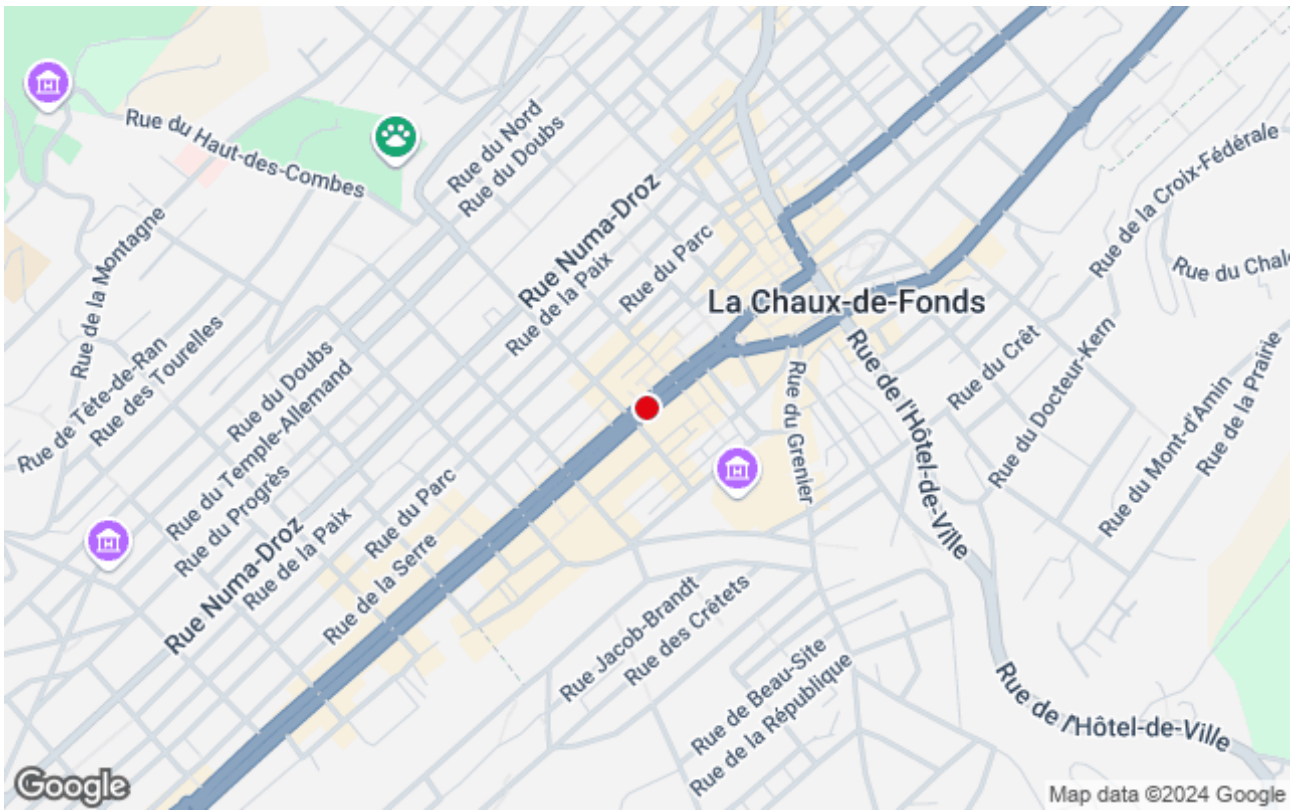 Rue du Nord
Rue du Doubs
Rue du Haut-des-Combes
Rue de la Croix-Fédérale
Rue Numa-Droz
Rue de la Paix
Rue du Parc
Rue de la Montagne
Rue du Chale
La Chaux-de-Fonds
Rue de Tête-de-Ran
Rue des Tourelles
Rue du Doubs
Rue du Temple-Allemand
Rue du Progrès
Rue Numa-Droz
Rue de la Paix
Rue du Parc
Rue de la Serre
Rue du Grenier
Rue de l'Hôtel-de-Ville
Rue du Crêt
Rue du Docteur-Kern
Rue du Mont-d'Amin
Rue de la Prairie
Rue Jacob-Brandt
Rue des Crêtets
Rue de Beau-Site
Rue de la République
Rue de l'Hôtel-de-Ville
Google
Map data ©2024 Google